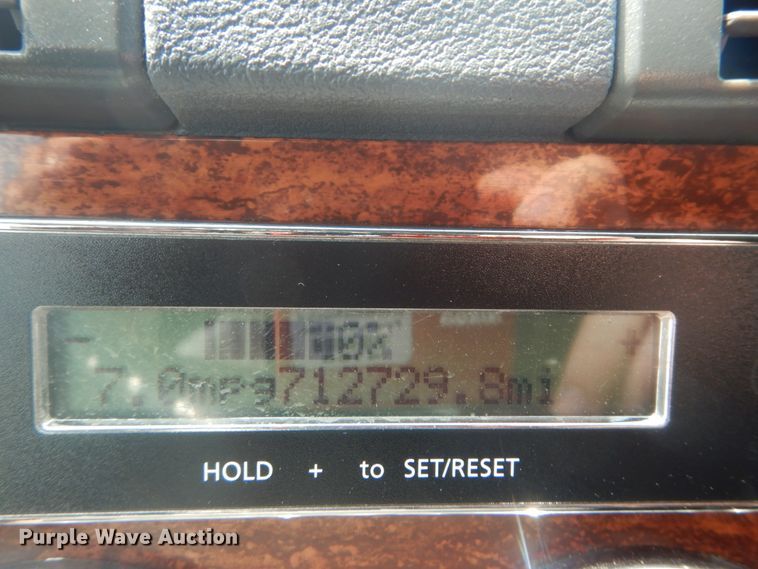 - +
7.0mpg712729.8mi
HOLD + to SET/RESET
Purple Wave Auction